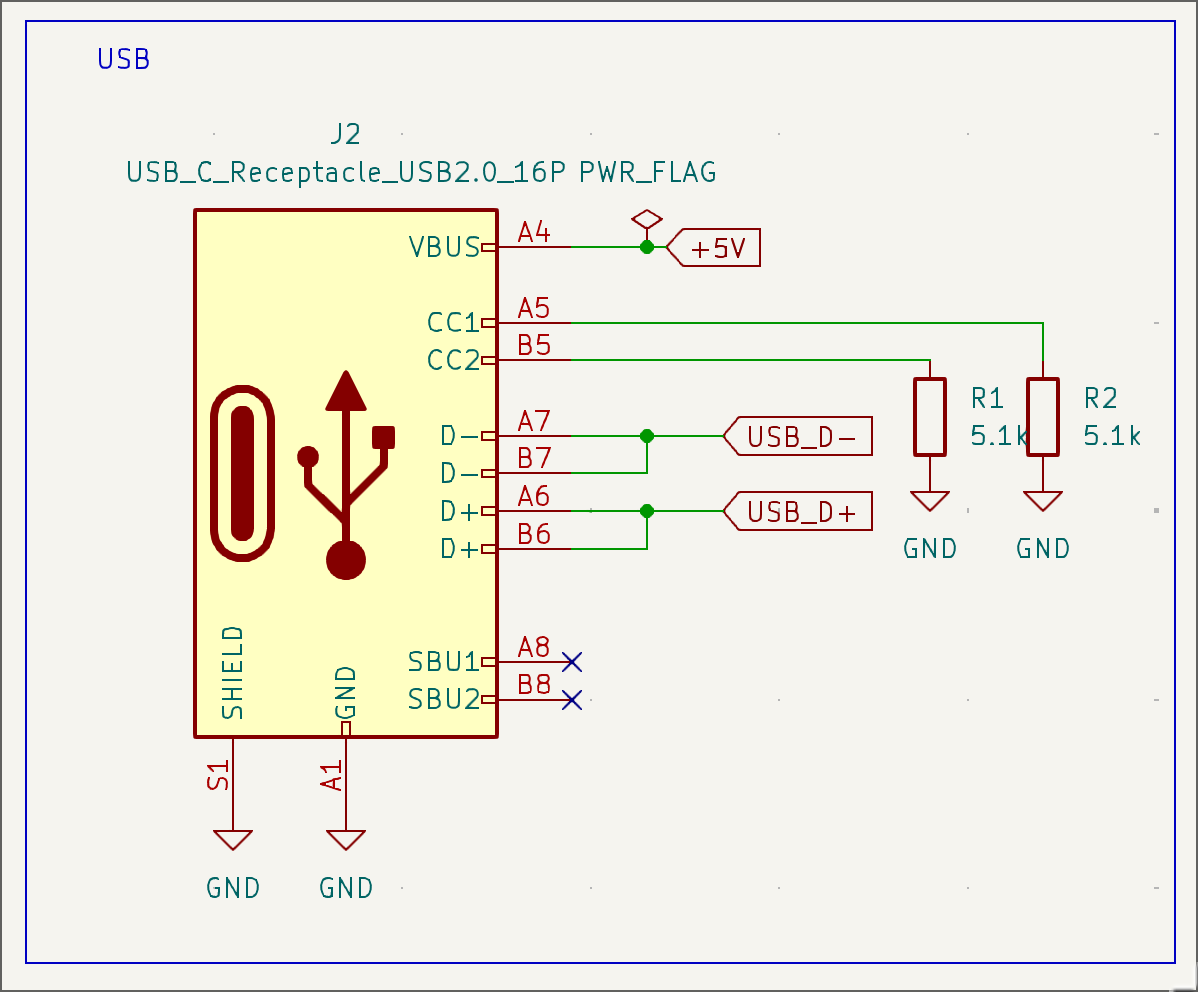 USB
J2
USB_C_Receptacle_USB2.0_16P PWR_FLAG
VBUS A4 +5V
CC1 A5
CC2 B5
R1 R2
5.1k 5.1k
D- A7 USB_D-
D- B7
D+ A6 USB_D+
D+ B6
GND GND
SBU1 A8
SBU2 B8
SHIELD GND
S1 A1
GND GND